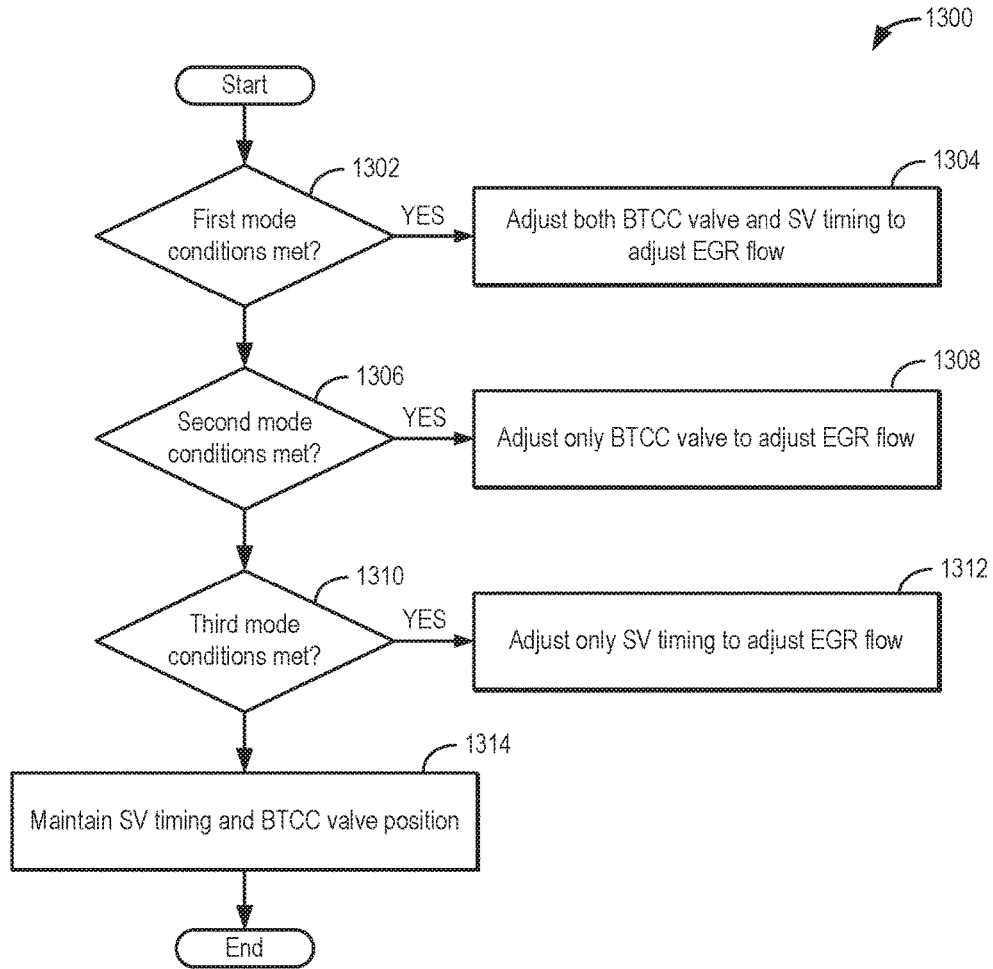 1300
Start
1302
First mode
conditions met?
YES
1304
Adjust both BTCC valve and SV timing to
adjust EGR flow
1306
Second mode
conditions met?
YES
1308
Adjust only BTCC valve to adjust EGR flow
1310
Third mode
conditions met?
YES
1312
Adjust only SV timing to adjust EGR flow
1314
Maintain SV timing and BTCC valve position
End